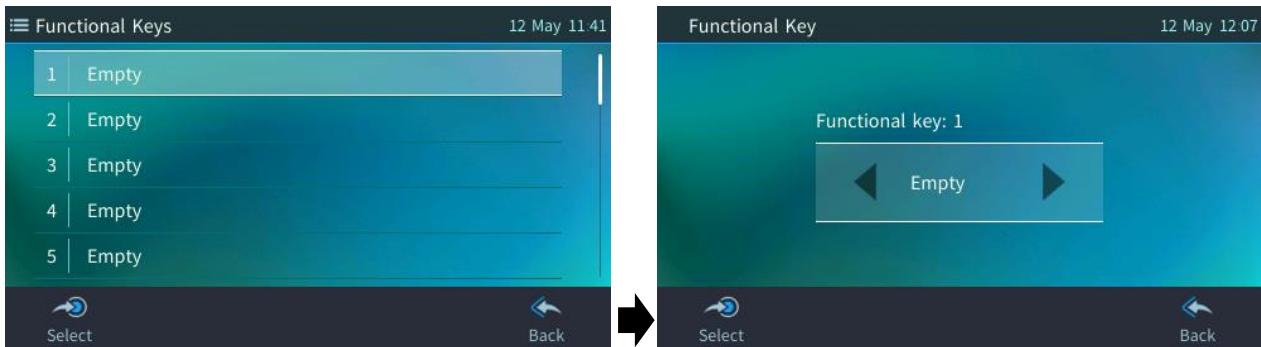 Functional Keys 12 May 11:41
1 Empty
2 Empty
3 Empty
4 Empty
5 Empty
Select Back
Functional Key 12 May 12:07
Functional key: 1
Empty
Select Back